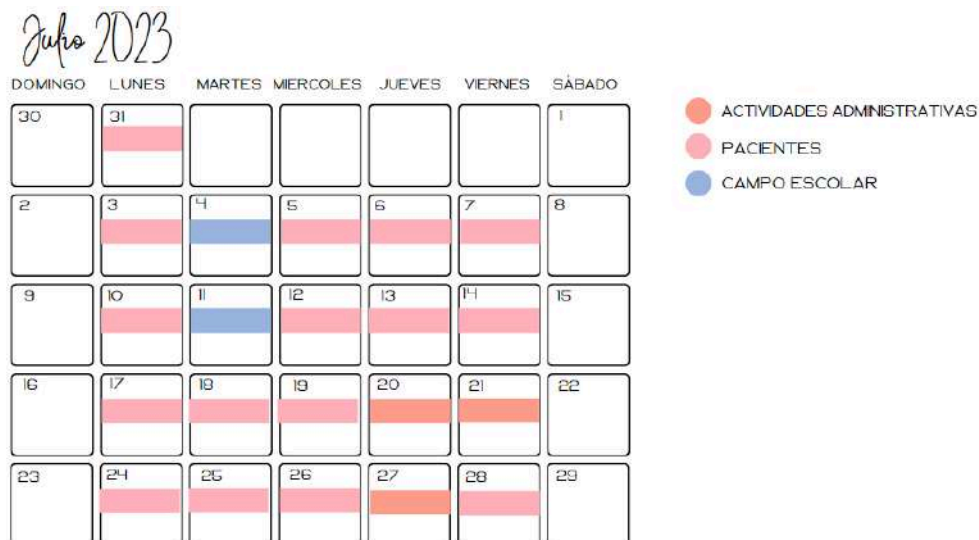 Julio 2023
DOMINGO LUNES MARTES MIERCOLES JUEVES VIERNES SÁBADO
30 31 1
2 3 4 5 6 7 8
9 10 11 12 13 14 15
16 17 18 19 20 21 22
23 24 25 26 27 28 29
ACTIVIDADES ADMINISTRATIVAS
PACIENTES
CAMPO ESCOLAR